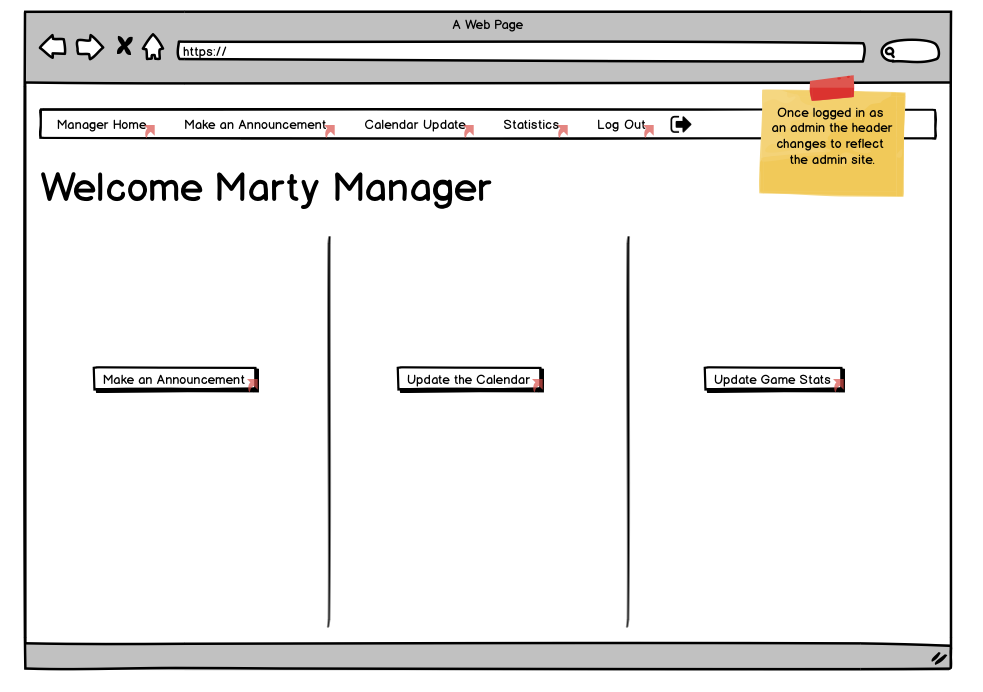 A Web Page
https://
Manager Home Make an Announcement Calendar Update Statistics Log Out
Once logged in as
an admin the header
changes to reflect
the admin site.
Welcome Marty Manager
Make an Announcement
Update the Calendar
Update Game Stats